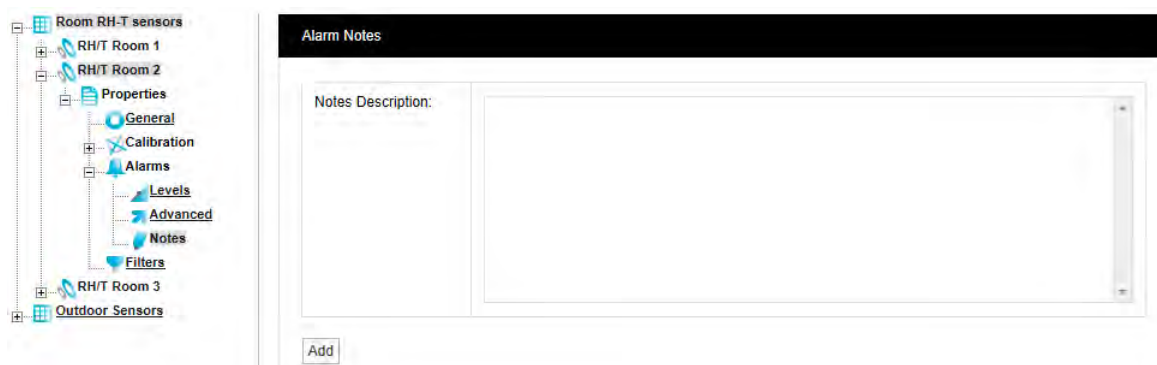 Room RH-T sensors
RH/T Room 1
RH/T Room 2
Properties
General
Calibration
Alarms
Levels
Advanced
Notes
Filters
RH/T Room 3
Outdoor Sensors
Alarm Notes
Notes Description:
Add